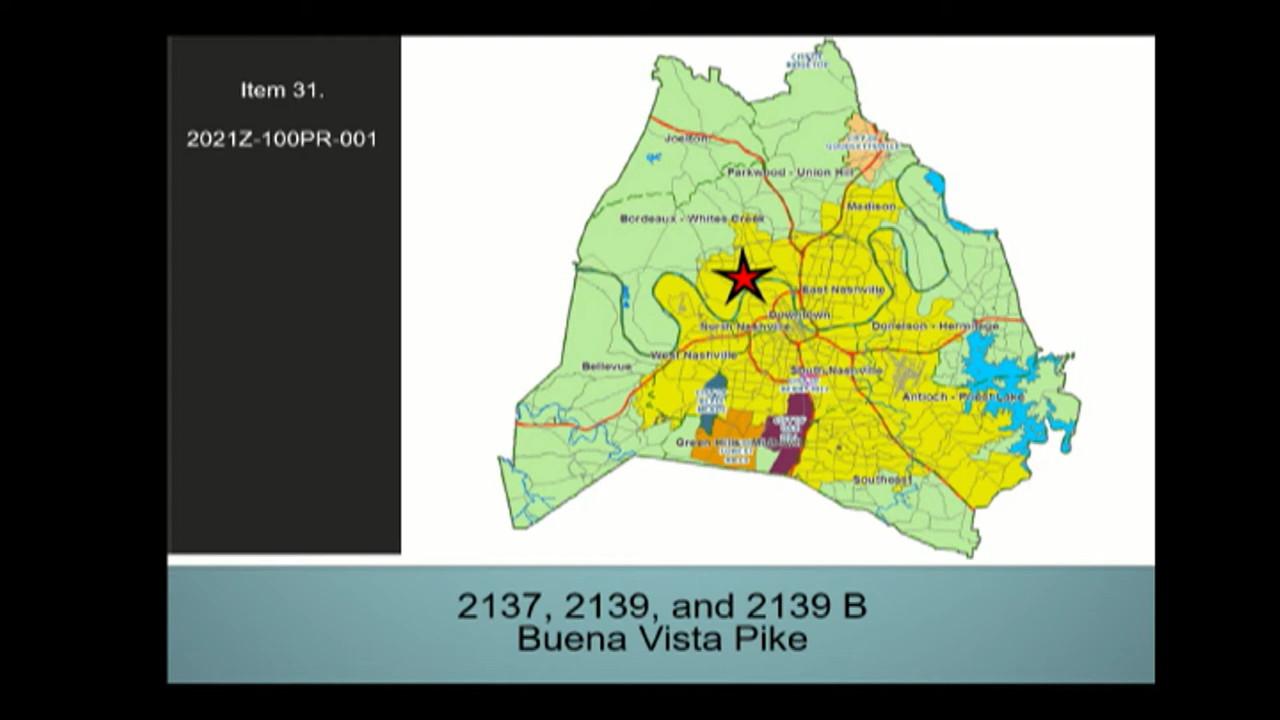 Item 31.
2021Z-100PR-001
Joelton
Parkwood - Union Hill
Madison
Bordeaux - Whites Creek
East Nashville
Downtown
North Nashville
Donelson - Hermitage
West Nashville
Bellevue
South Nashville
Antioch - Priest Lake
Southeast
2137, 2139, and 2139 B
Buena Vista Pike